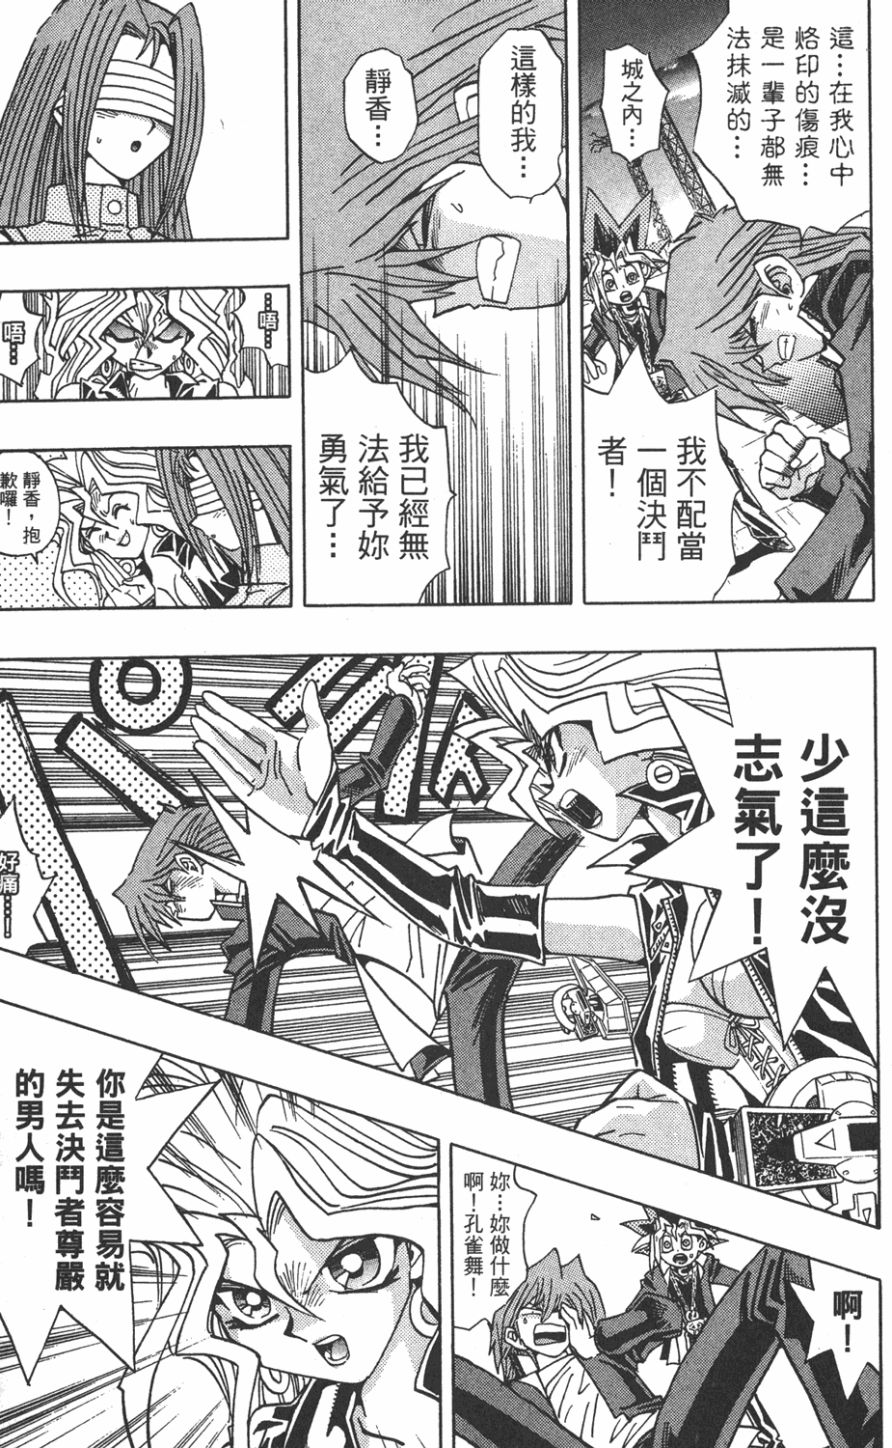 這…在我心中
烙印的傷痕…
是一輩子都無
法抹滅的…
城之內…
我不配當
一個決鬥
者！
這樣的我…
靜香…
我已經無
法給予妳
勇氣了…
…唔…
唔…
靜香，抱
歉囉！
少這麼沒
志氣了！
好痛…！
啊！
妳…妳做什麼
啊！孔雀舞！
你是這麼容易就
失去決鬥者尊嚴
的男人嗎！